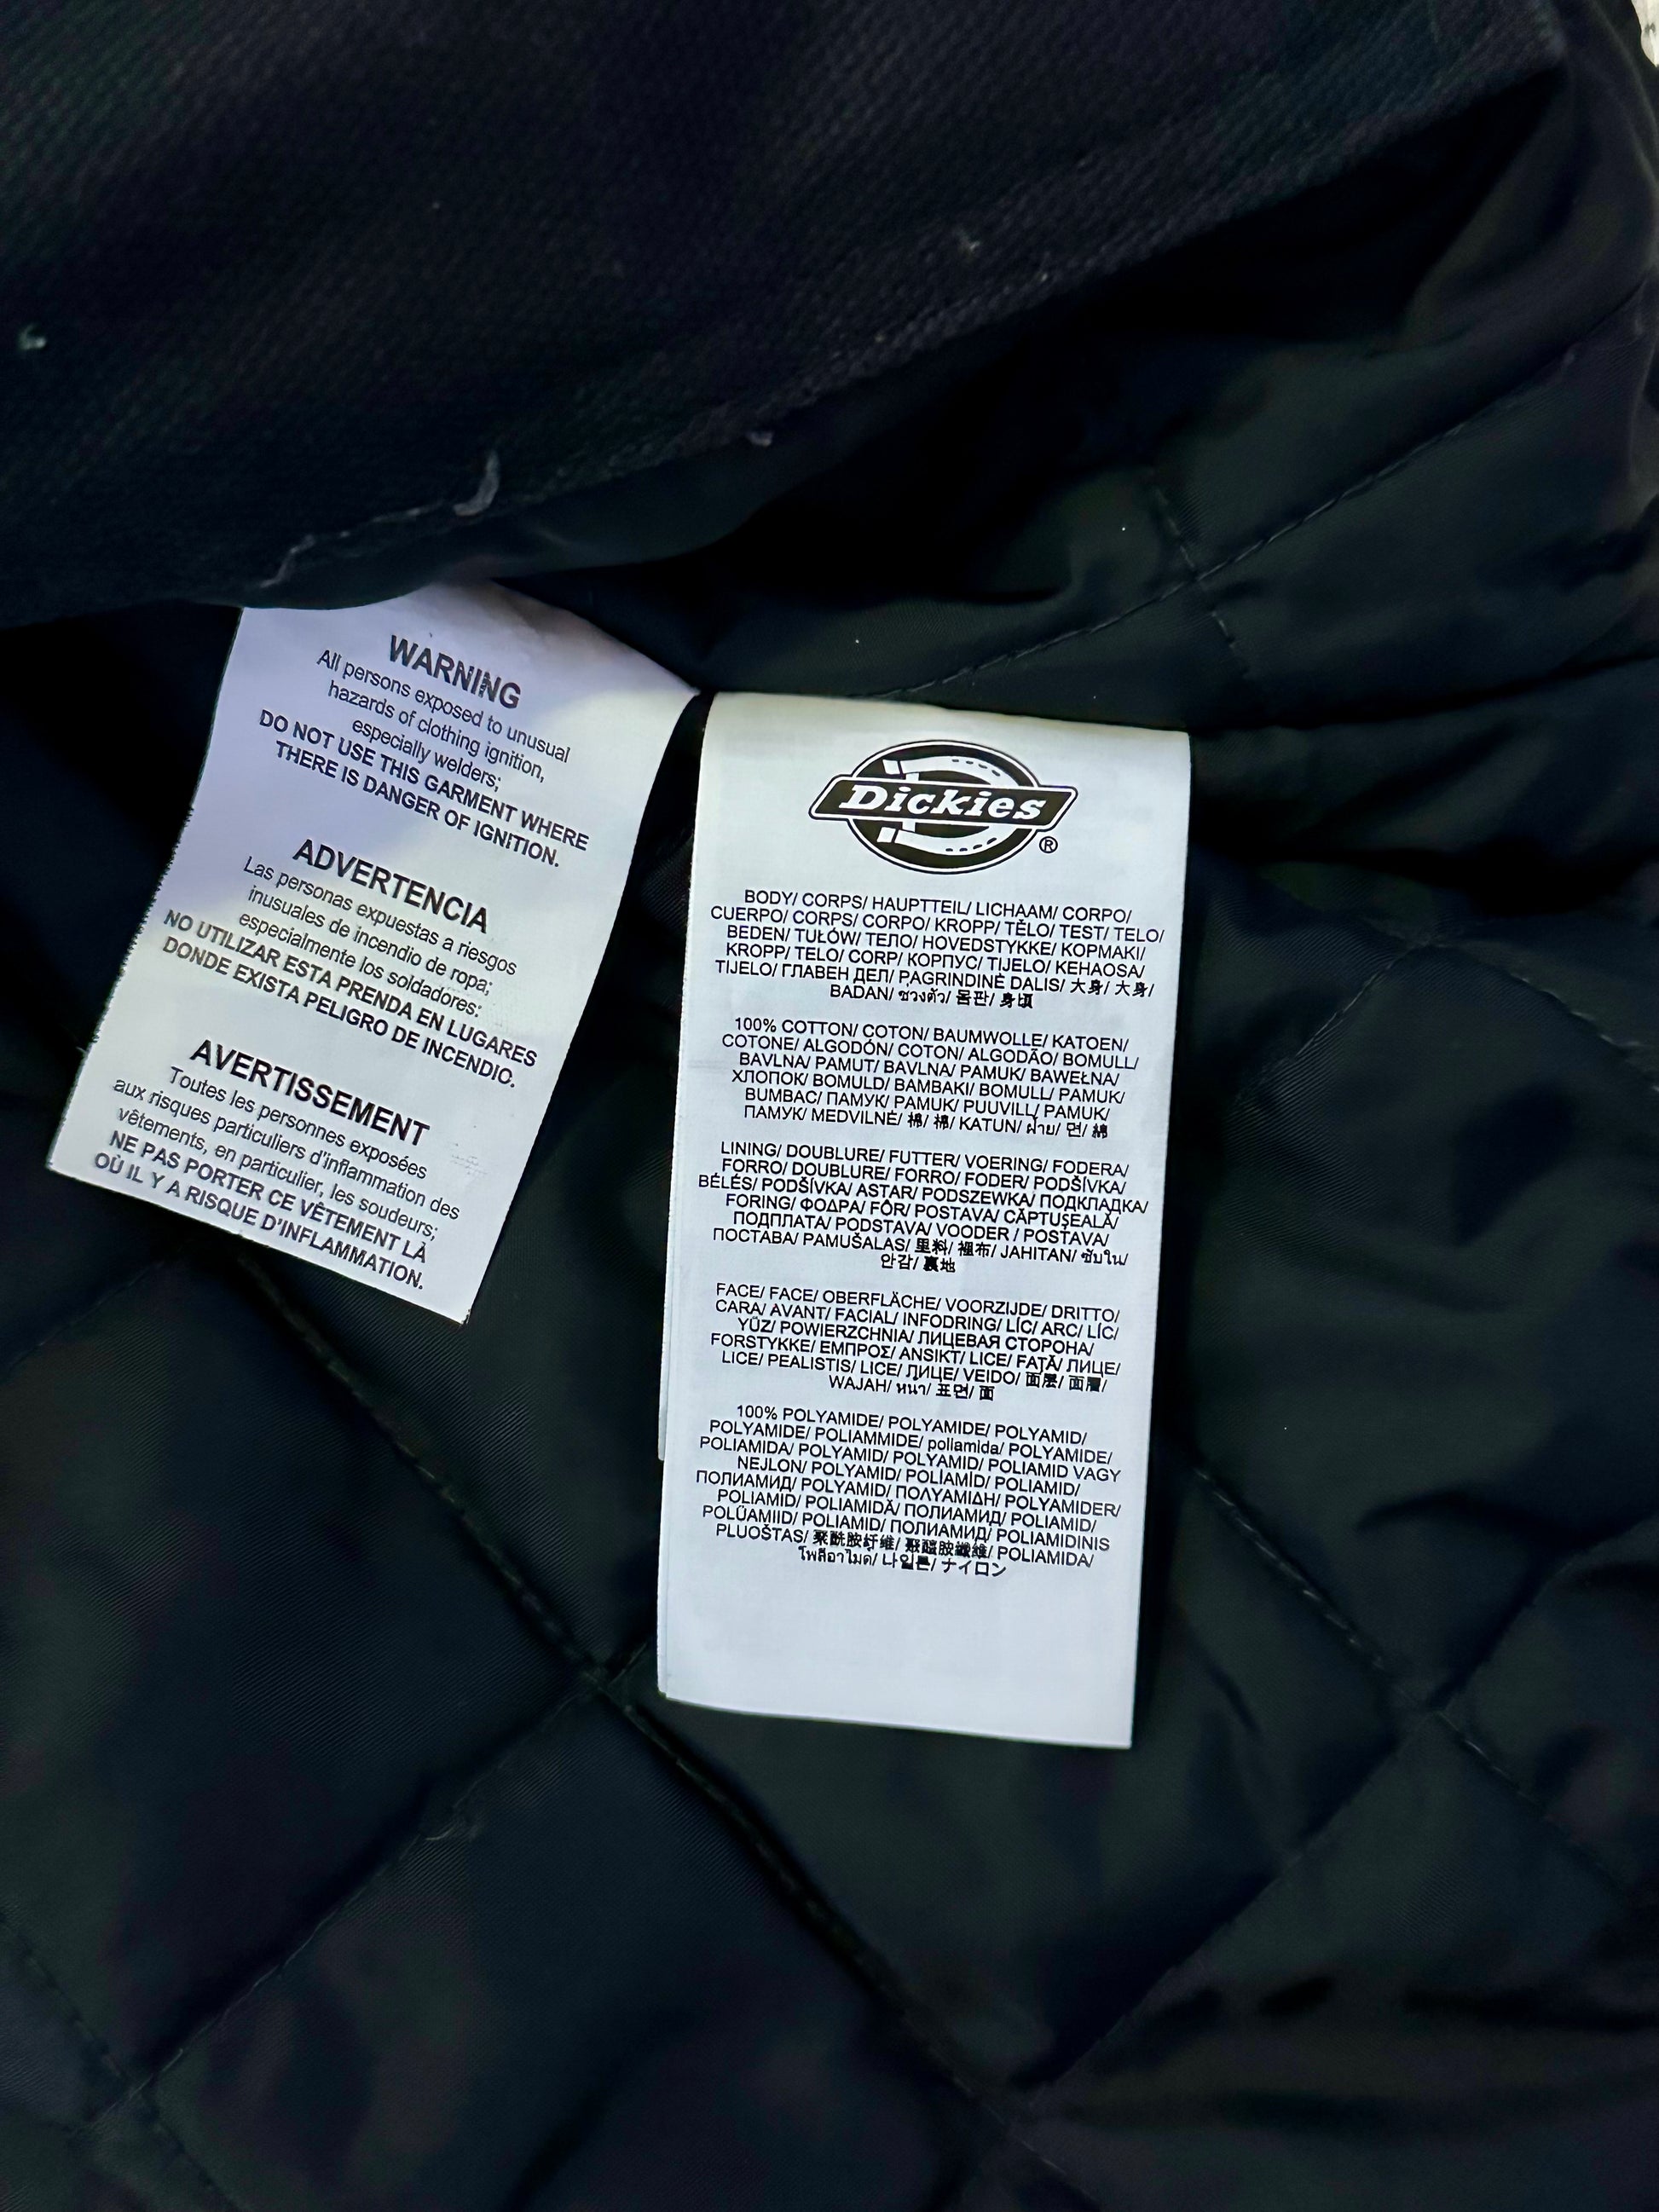 WARNING
All persons exposed to unusual
hazards of clothing ignition,
especially welders;
DO NOT USE THIS GARMENT WHERE
THERE IS DANGER OF IGNITION.
ADVERTENCIA
Las personas expuestas a riesgos
inusuales de incendio de ropa;
especialmente los soldadores:
NO UTILIZAR ESTA PRENDA EN LUGARES
DONDE EXISTA PELIGRO DE INCENDIO.
AVERTISSEMENT
Toutes les personnes exposées
aux risques particuliers d'inflammation des
vêtements, en particulier, les soudeurs;
NE PAS PORTER CE VÊTEMENT LÀ
OÙ IL Y A RISQUE D'INFLAMMATION.
Dickies®
BODY/ CORPS/ HAUPTTEIL/ LICHAAM/ CORPO/
CUERPO/ CORPS/ CORPO/ KROPP/ TĚLO/ TEST/ TELO/
BEDEN/ TUŁÓW/ ТЕЛО/ HOVEDSTYKKE/ ΚΟΡΜΑΚΙ/
KROPP/ TELO/ CORP/ КОРПУС/ TIJELO/ KEHAOSA/
TIJELO/ ГЛАВЕН ДЕЛ/ PAGRINDINĖ DALIS/ 大身/ 大身/
BADAN/ ช่วงตัว/ 몸판/ 身頃
100% COTTON/ COTON/ BAUMWOLLE/ KATOEN/
COTONE/ ALGODÓN/ COTON/ ALGODÃO/ BOMULL/
BAVLNA/ PAMUT/ BAVLNA/ PAMUK/ BAWEŁNA/
ХЛОПОК/ BOMULD/ ΒΑΜΒΑΚΙ/ BOMULL/ PAMUK/
BUMBAC/ ПАМУК/ PAMUK/ PUUVILL/ PAMUK/
ПАМУК/ MEDVILNĖ/ 棉/ 棉/ KATUN/ ฝ้าย/ 면/ 綿
LINING/ DOUBLURE/ FUTTER/ VOERING/ FODERA/
FORRO/ DOUBLURE/ FORRO/ FODER/ PODŠÍVKA/
BÉLÉS/ PODŠÍVKA/ ASTAR/ PODSZEWKA/ ПОДКЛАДКА/
FORING/ ΦΟΔΡΑ/ FÔR/ POSTAVA/ CĂPTUȘEALĂ/
ПОДПЛАТА/ PODSTAVA/ VOODER / POSTAVA/
ПОСТАВА/ PAMUŠALAS/ 里料/ 裡布/ JAHITAN/ ซับใน/
안감/ 裏地
FACE/ FACE/ OBERFLÄCHE/ VOORZIJDE/ DRITTO/
CARA/ AVANT/ FACIAL/ INFODRING/ LÍC/ ARC/ LÍC/
YÜZ/ POWIERZCHNIA/ ЛИЦЕВАЯ СТОРОНА/
FORSTYKKE/ ΕΜΠΡΟΣ/ ANSIKT/ LICE/ FAȚĂ/ ЛИЦЕ/
LICE/ PEALISTIS/ LICE/ ЛИЦЕ/ VEIDO/ 面层/ 面層/
WAJAH/ หน้า/ 표면/ 面
100% POLYAMIDE/ POLYAMIDE/ POLYAMID/
POLYAMIDE/ POLIAMMIDE/ poliamida/ POLYAMIDE/
POLIAMIDA/ POLYAMID/ POLYAMID/ POLIAMID VAGY
NEJLON/ POLYAMID/ POLİAMİD/ POLIAMID/
ПОЛИАМИД/ POLYAMID/ ΠΟΛΥΑΜΙΔΗ/ POLYAMIDER/
POLIAMID/ POLIAMIDĂ/ ПОЛИАМИД/ POLIAMID/
POLÜAMIID/ POLIAMID/ ПОЛИАМИД/ POLIAMIDINIS
PLUOŠTAS/ 聚酰胺纤维/ 聚醯胺纖維/ POLIAMIDA/
โพลีอาไมด์/ 나일론/ ナイロン